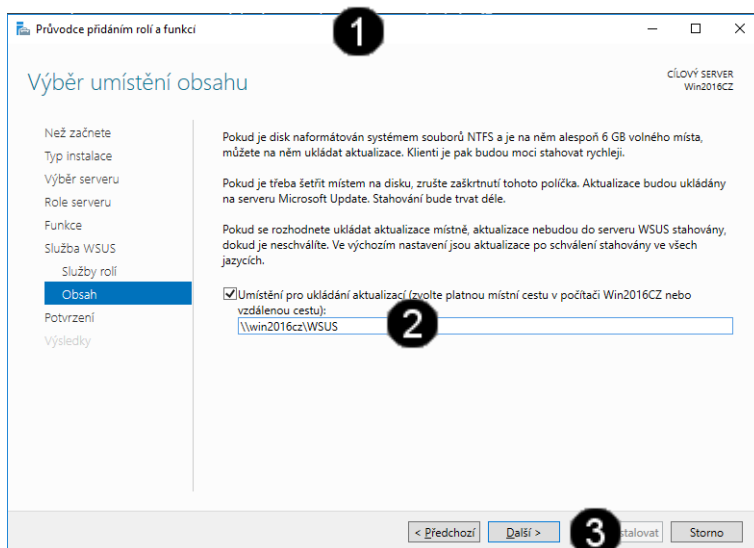 Průvodce přidáním rolí a funkcí
1
Výběr umístění obsahu
CÍLOVÝ SERVER
Win2016CZ
Než začnete
Typ instalace
Výběr serveru
Role serveru
Funkce
Služba WSUS
Služby rolí
Obsah
Potvrzení
Výsledky
Pokud je disk naformátován systémem souborů NTFS a je na něm alespoň 6 GB volného místa,
můžete na něm ukládat aktualizace. Klienti je pak budou moci stahovat rychleji.
Pokud je třeba šetřit místem na disku, zrušte zaškrtnutí tohoto políčka. Aktualizace budou ukládány
na serveru Microsoft Update. Stahování bude trvat déle.
Pokud se rozhodnete ukládat aktualizace místně, aktualizace nebudou do serveru WSUS stahovány,
dokud je neschválíte. Ve výchozím nastavení jsou aktualizace po schválení stahovány ve všech
jazycích.
Umístění pro ukládání aktualizací (zvolte platnou místní cestu v počítači Win2016CZ nebo
vzdálenou cestu):
\\win2016cz\WSUS
2
< Předchozí Další > 3 stalovat Storno